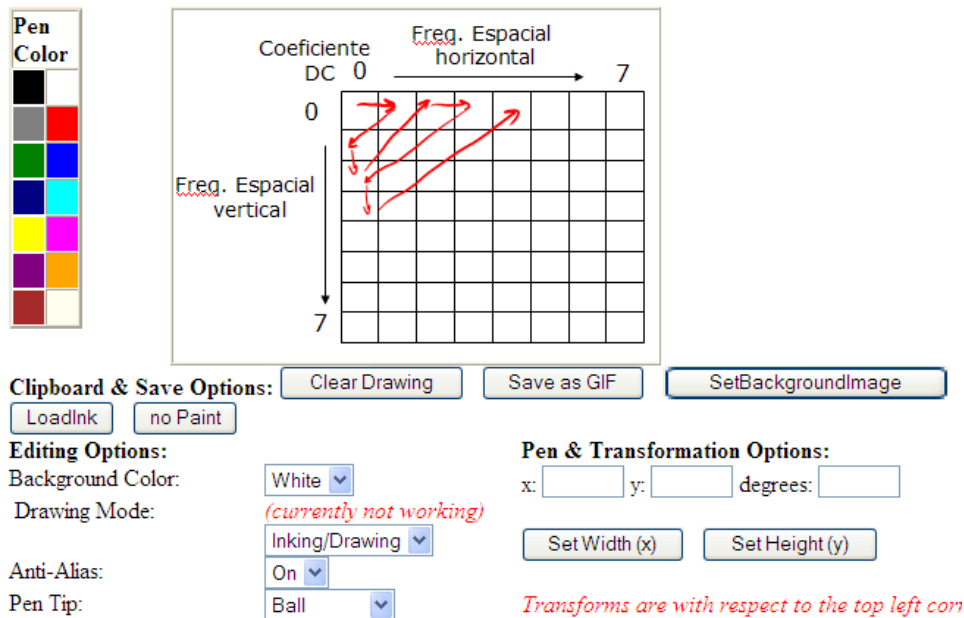 Pen
Color
Coeficiente
DC
Freq. Espacial
horizontal
0
7
0
Freq. Espacial
vertical
7
Clipboard & Save Options:
Clear Drawing
Save as GIF
SetBackgroundImage
LoadInk
no Paint
Editing Options:
Pen & Transformation Options:
Background Color:
White
x:
y:
degrees:
Drawing Mode:
(currently not working)
Inking/Drawing
Set Width (x)
Set Height (y)
Anti-Alias:
On
Pen Tip:
Ball
Transforms are with respect to the top left